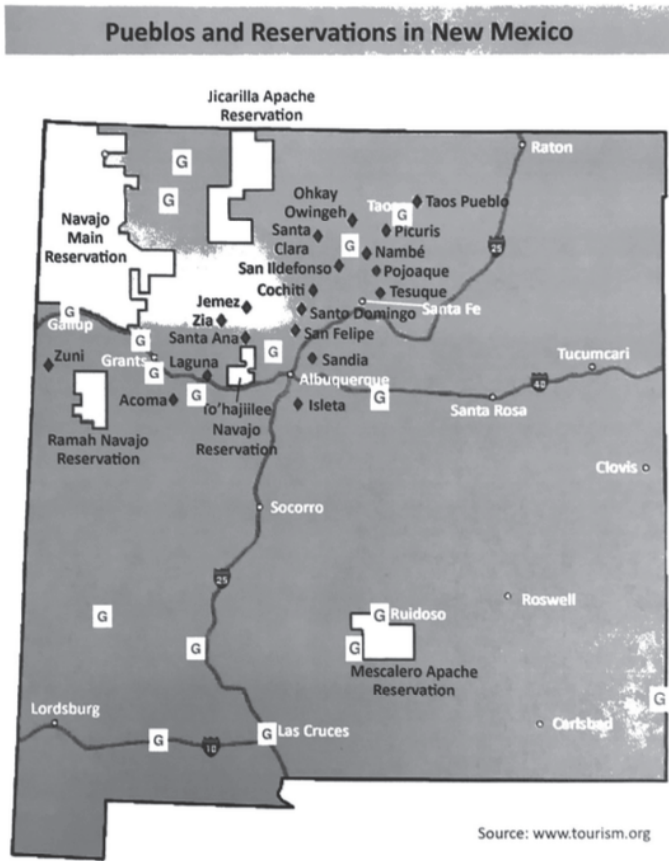 Pueblos and Reservations in New Mexico
Jicarilla Apache
Reservation
Raton
G
G
Ohkay
Owingeh
Taos
G
Taos Pueblo
Navajo
Main
Reservation
Santa
Clara
G
Picuris
Nambé
25
San Ildefonso
Pojoaque
Cochiti
Tesuque
Jemez
Santo Domingo
Santa Fe
G
Gallup
Zia
San Felipe
G
Santa Ana
G
Zuni
Grants
G
Laguna
Sandia
Tucumcari
Albuquerque
40
Acoma
G
To'hajiilee
Navajo
Reservation
Isleta
G
Santa Rosa
Ramah Navajo
Reservation
Clovis
Socorro
25
Roswell
G
G
Ruidoso
G
G
Mescalero Apache
Reservation
Lordsburg
G
Carlsbad
G
10
G
Las Cruces
Source: www.tourism.org